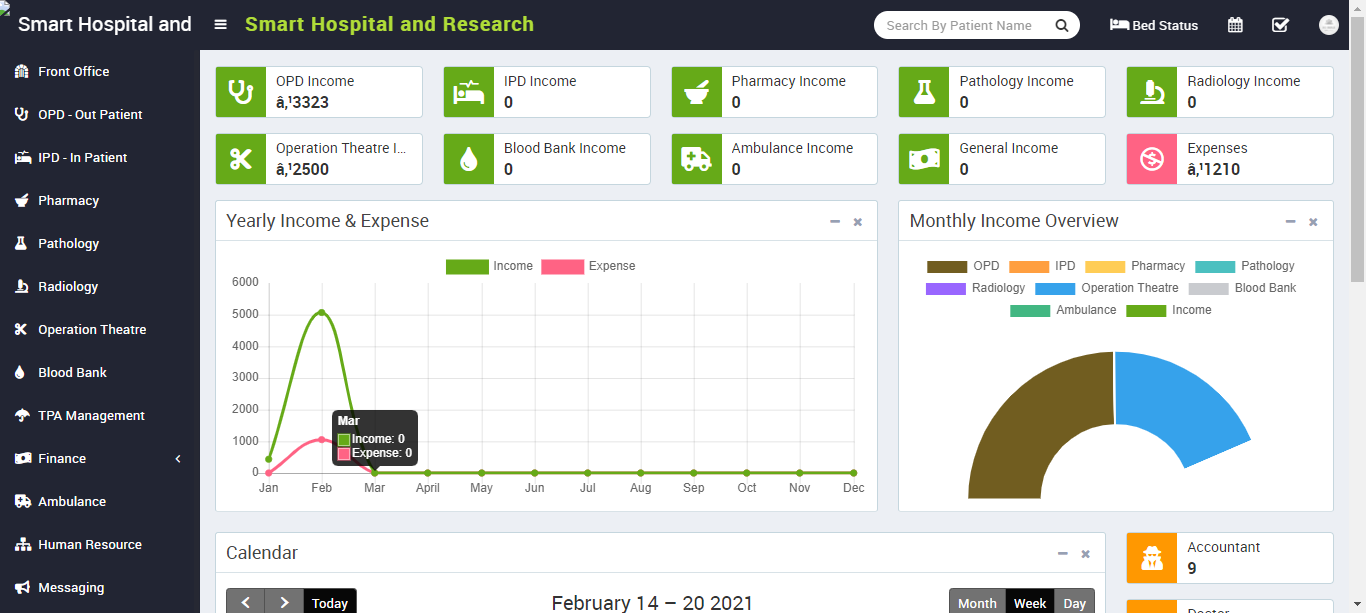 Smart Hospital and
Smart Hospital and Research
Search By Patient Name
Bed Status
Front Office
OPD - Out Patient
IPD - In Patient
Pharmacy
Pathology
Radiology
Operation Theatre
Blood Bank
TPA Management
Finance
Ambulance
Human Resource
Messaging
OPD Income
â‚¹3323
IPD Income
0
Pharmacy Income
0
Pathology Income
0
Radiology Income
0
Operation Theatre I...
â‚¹2500
Blood Bank Income
0
Ambulance Income
0
General Income
0
Expenses
â‚¹1210
Yearly Income & Expense
Income Expense
6000
5000
4000
3000
2000
1000
0
Mar
Income: 0
Expense: 0
Jan Feb Mar April May Jun Jul Aug Sep Oct Nov Dec
Monthly Income Overview
OPD IPD Pharmacy Pathology
Radiology Operation Theatre Blood Bank
Ambulance Income
Calendar
Today
February 14 – 20 2021
Month Week Day
Accountant
9